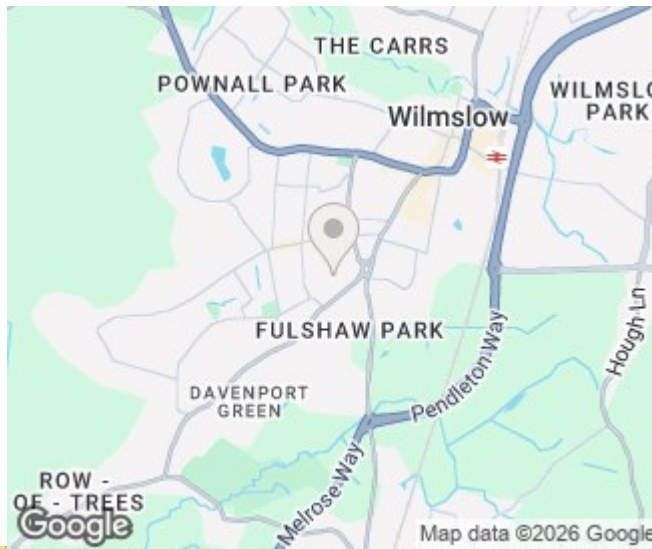 THE CARRS
POWNALL PARK
Wilmslow
WILMSLO
PARK
FULSHAW PARK
Hough Ln
Pendleton Way
DAVENPORT
GREEN
Melrose Way
ROW -
OF - TREES
Google
Map data ©2026 Google